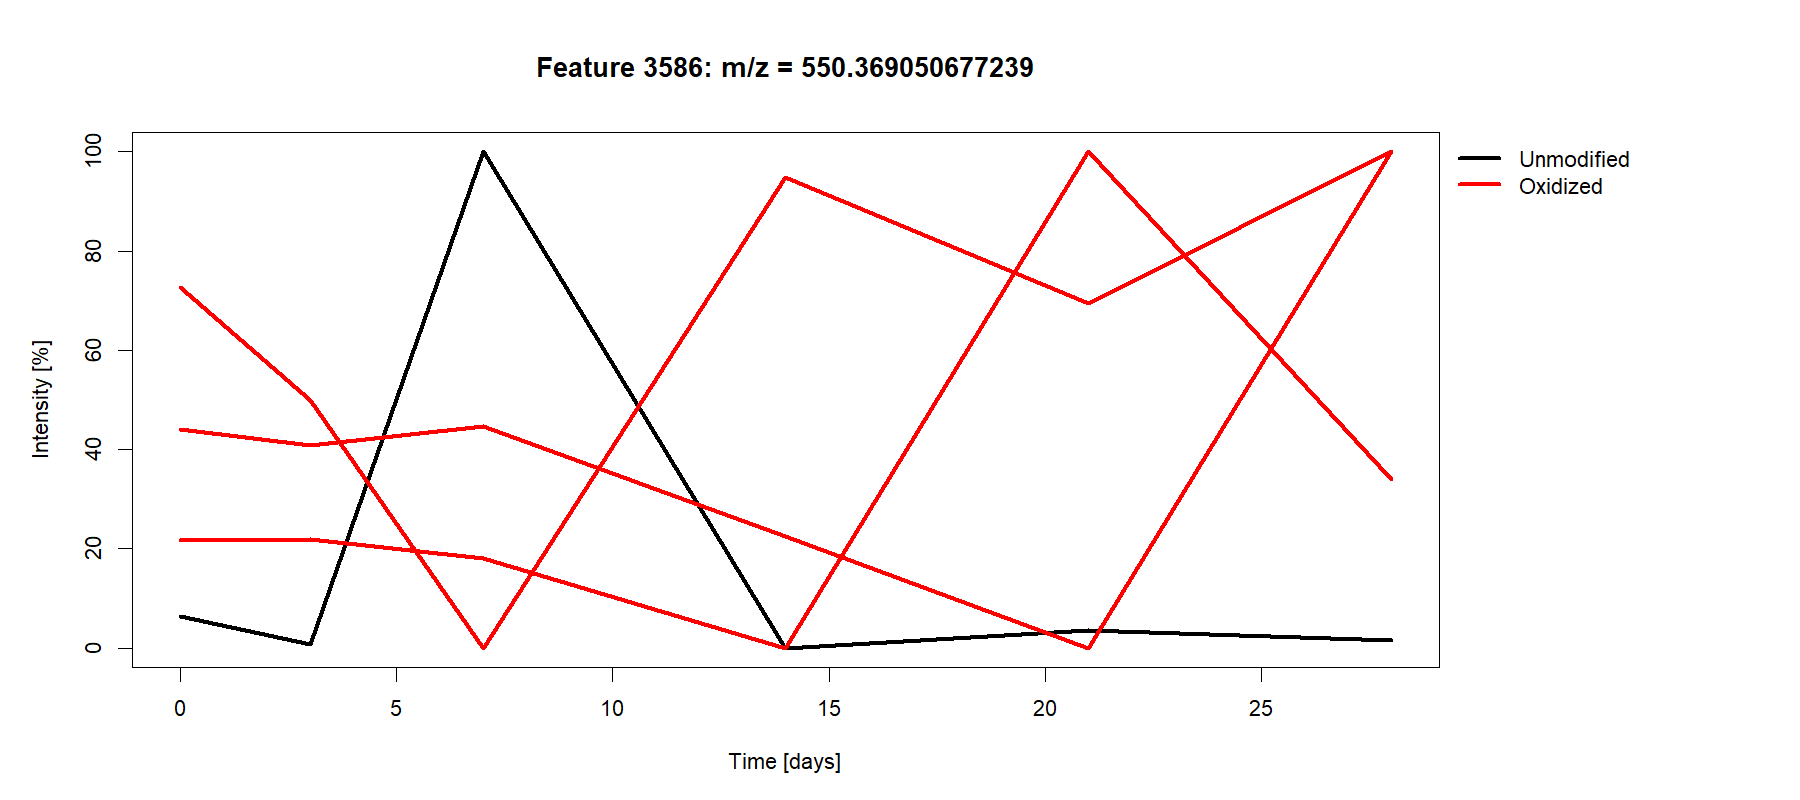 Feature 3586: m/z = 550.369050677239
Unmodified
Oxidized
Intensity [%]
100
80
60
40
20
0
0 5 10 15 20 25
Time [days]